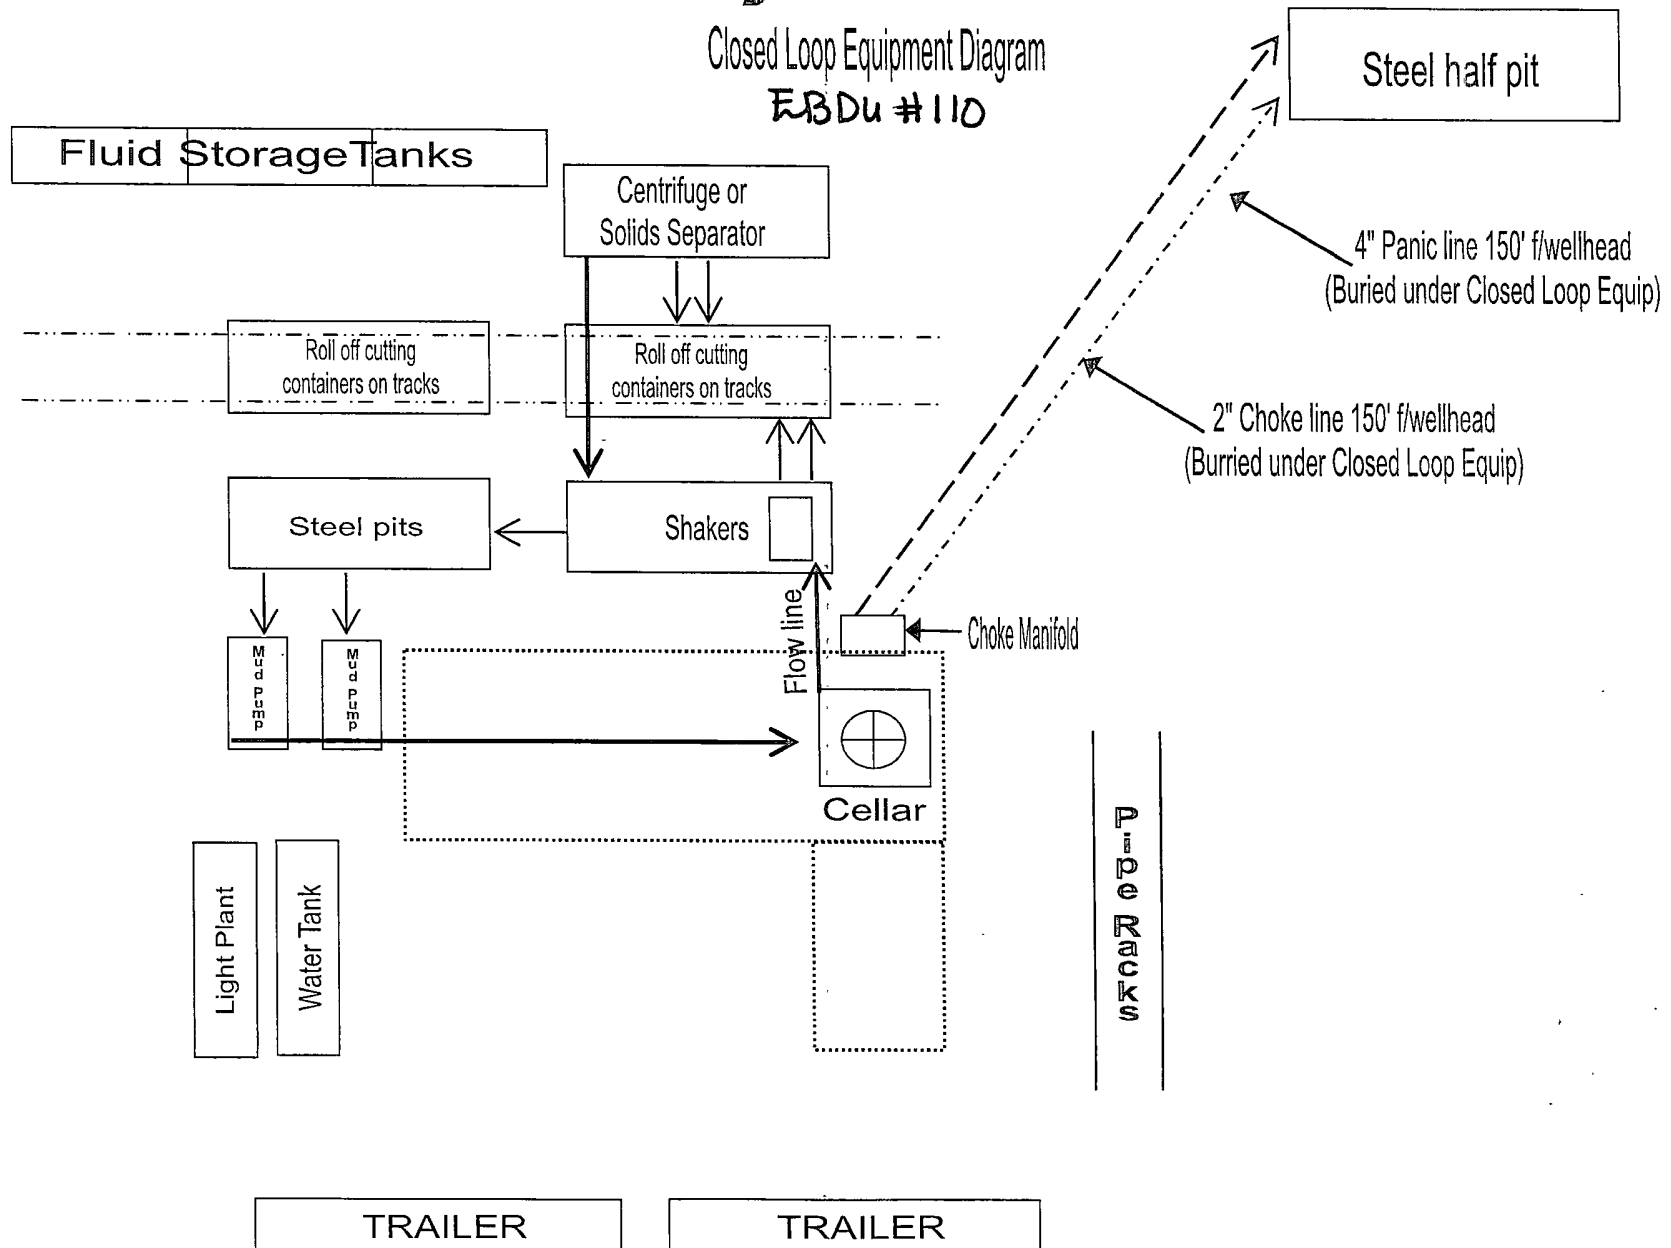 Closed Loop Equipment Diagram
EBDU #110
Steel half pit
Fluid StorageTanks
Centrifuge or
Solids Separator
4" Panic line 150' f/wellhead
(Buried under Closed Loop Equip)
Roll off cutting
containers on tracks
Roll off cutting
containers on tracks
2" Choke line 150' f/wellhead
(Burried under Closed Loop Equip)
Steel pits
Shakers
Flow line
Choke Manifold
Mud Pump
Mud Pump
Cellar
Pipe Racks
Light Plant
Water Tank
TRAILER
TRAILER